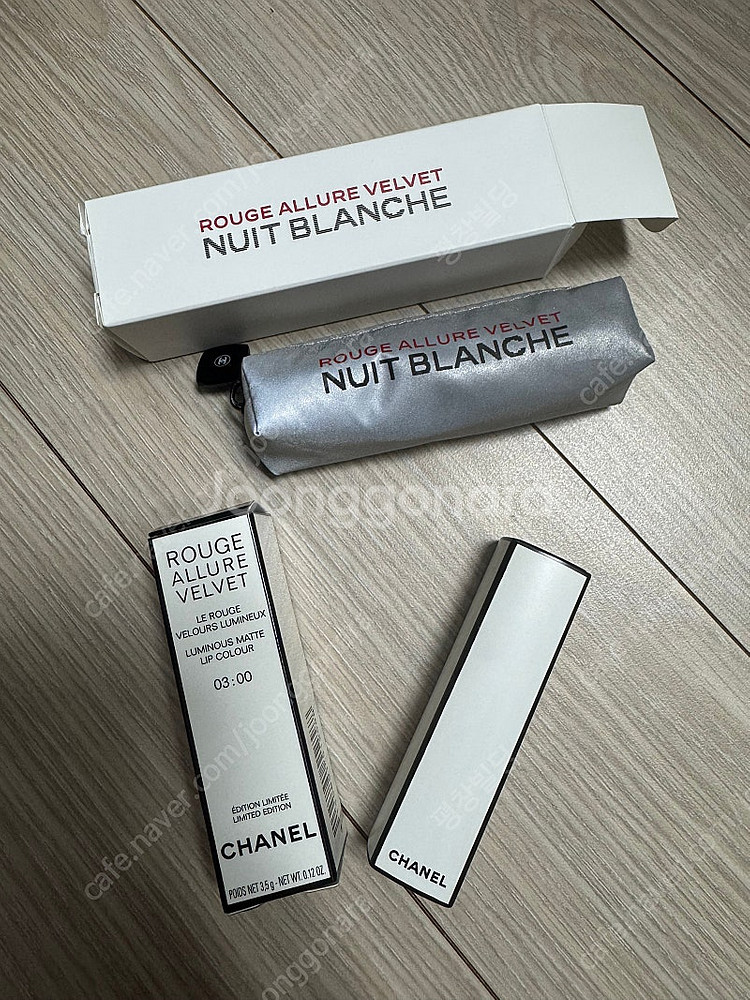 ROUGE ALLURE VELVET
NUIT BLANCHE
ROUGE ALLURE VELVET
NUIT BLANCHE
Joonggonara
ROUGE
ALLURE
VELVET
LE ROUGE
VELOURS LUMINEUX
LUMINOUS MATTE
LIP COLOUR
03:00
ÉDITION LIMITÉE
LIMITED EDITION
CHANEL
POIDS NET 3,5 g - NET WT. 0.12 OZ.
CHANEL
cafe.naver.com/joonggonara